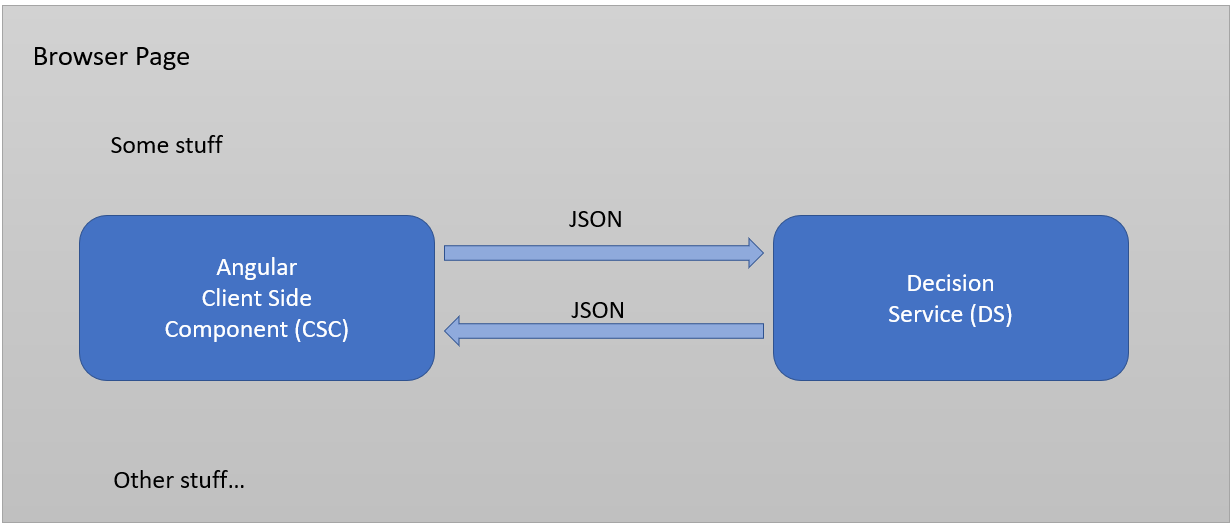 Browser Page
Some stuff
JSON
Angular
Client Side
Component (CSC)
Decision
Service (DS)
JSON
Other stuff...